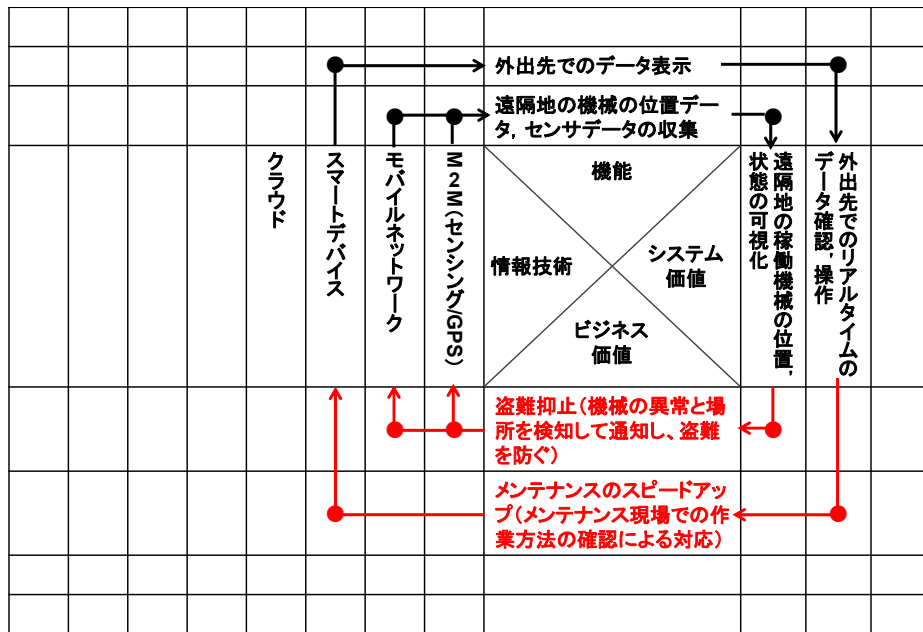 外出先でのデータ表示
遠隔地の機械の位置デー
タ，センサデータの収集
クラウド
スマートデバイス
モバイルネットワーク
M2M（センシング/GPS）
機能
情報技術
システム
価値
ビジネス
価値
遠隔地の稼働機械の位置，
状態の可視化
外出先でのリアルタイムの
データ確認，操作
盗難抑止（機械の異常と場
所を検知して通知し、盗難
を防ぐ）
メンテナンスのスピードアッ
プ（メンテナンス現場での作
業方法の確認による対応）